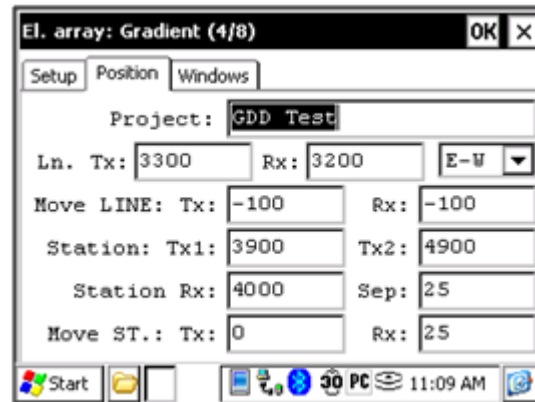 El. array: Gradient (4/8) OK ×
Setup Position Windows
Project: GDD Test
Ln. Tx: 3300 Rx: 3200 E-W
Move LINE: Tx: -100 Rx: -100
Station: Tx1: 3900 Tx2: 4900
Station Rx: 4000 Sep: 25
Move ST.: Tx: 0 Rx: 25
Start PC 11:09 AM